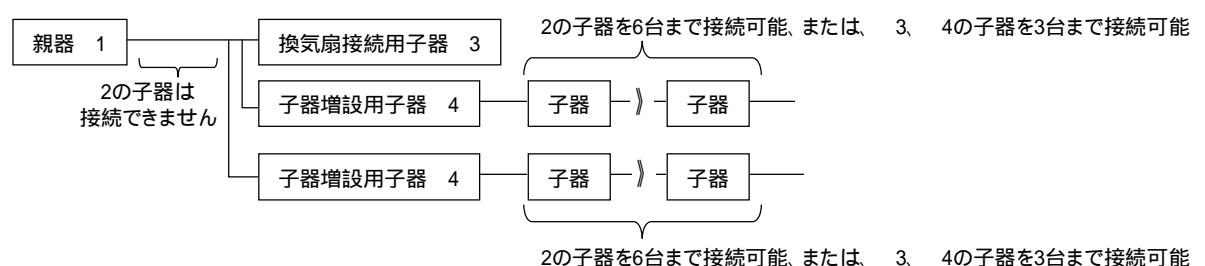 2の子器を6台まで接続可能、または、 3、 4の子器を3台まで接続可能
親器 1
換気扇接続用子器 3
2の子器は
接続できません
子器増設用子器 4
子器
子器
子器増設用子器 4
子器
子器
2の子器を6台まで接続可能、または、 3、 4の子器を3台まで接続可能